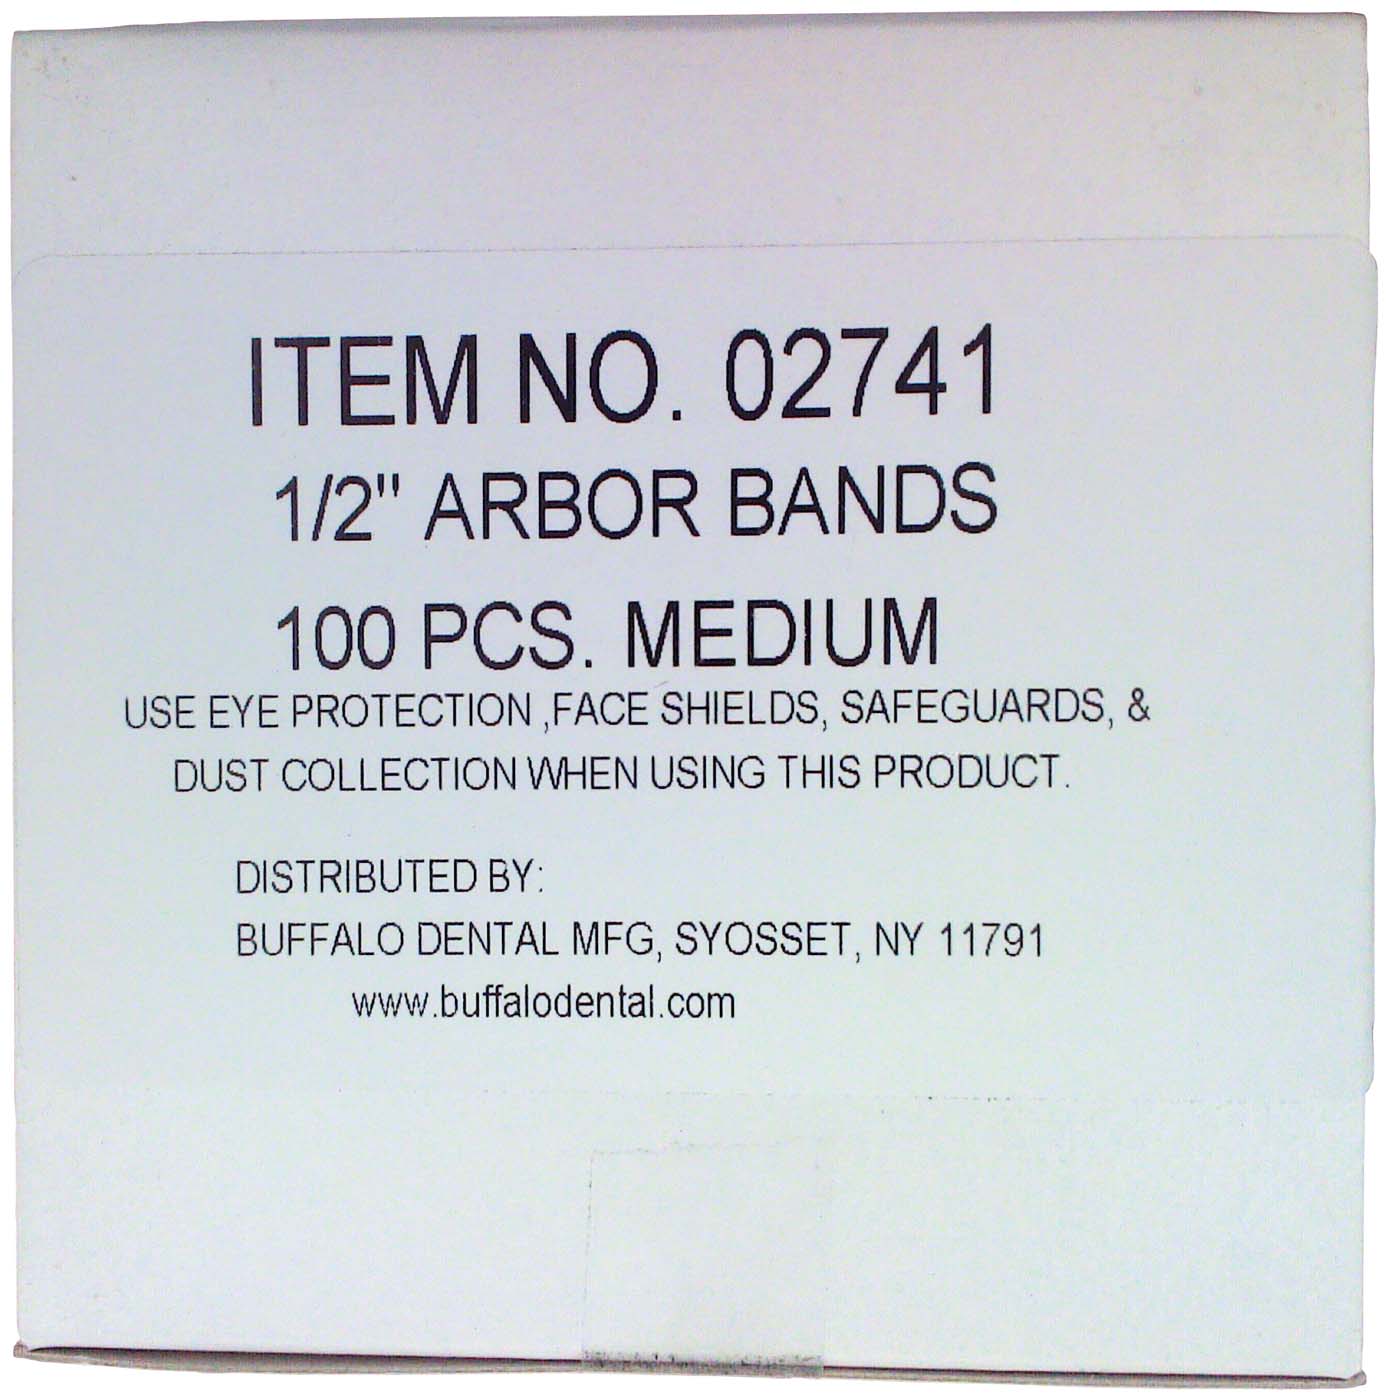 ITEM NO. 02741
1/2" ARBOR BANDS
100 PCS. MEDIUM
USE EYE PROTECTION ,FACE SHIELDS, SAFEGUARDS, &
DUST COLLECTION WHEN USING THIS PRODUCT.
DISTRIBUTED BY:
BUFFALO DENTAL MFG, SYOSSET, NY 11791
www.buffalodental.com